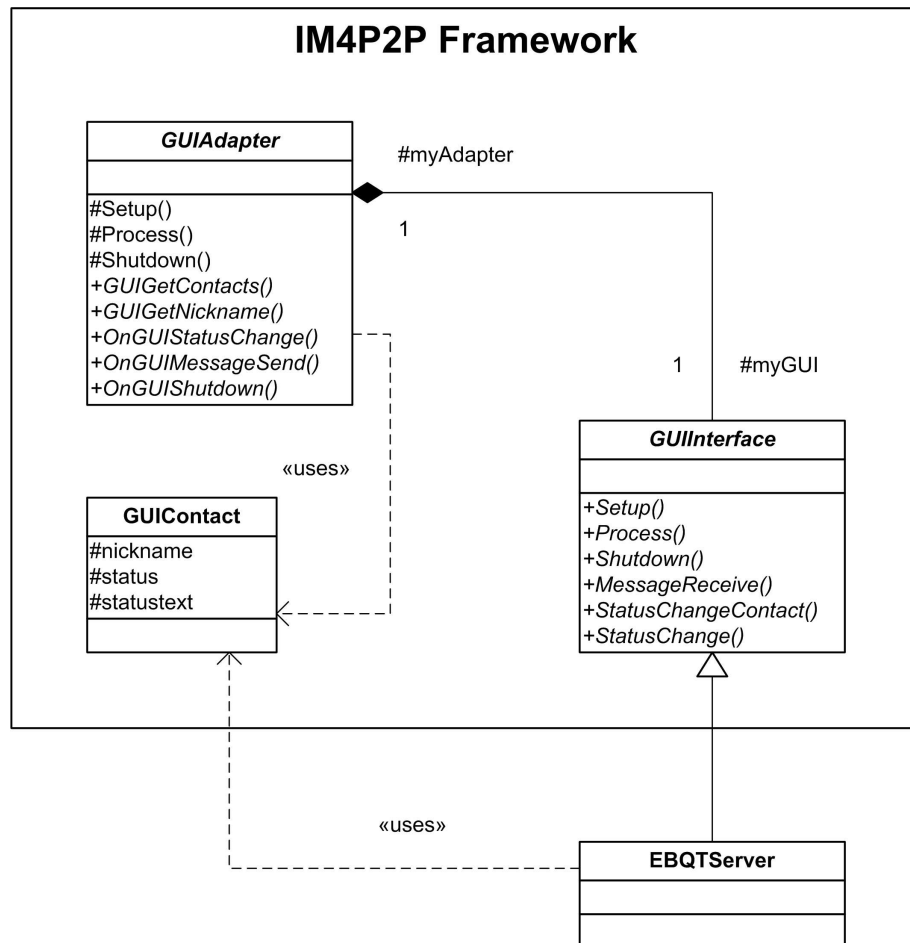 IM4P2P Framework
GUIAdapter
#Setup()
#Process()
#Shutdown()
+GUIGetContacts()
+GUIGetNickname()
+OnGUIStatusChange()
+OnGUIMessageSend()
+OnGUIShutdown()
#myAdapter
1
1
#myGUI
GUIInterface
+Setup()
+Process()
+Shutdown()
+MessageReceive()
+StatusChangeContact()
+StatusChange()
«uses»
GUIContact
#nickname
#status
#statustext
«uses»
EBQTServer